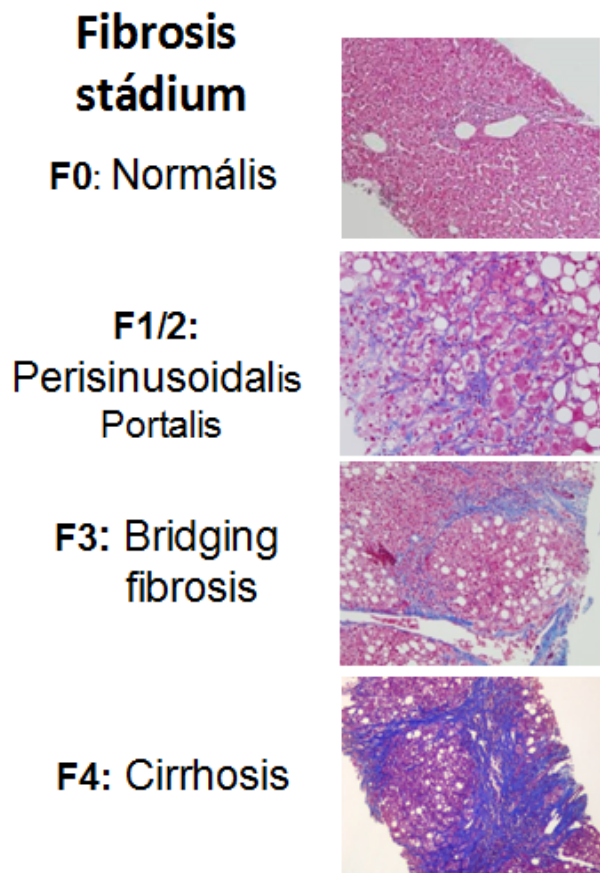 Fibrosis
stádium
F0: Normális
F1/2:
Perisinusoidalis
Portalis
F3: Bridging
fibrosis
F4: Cirrhosis